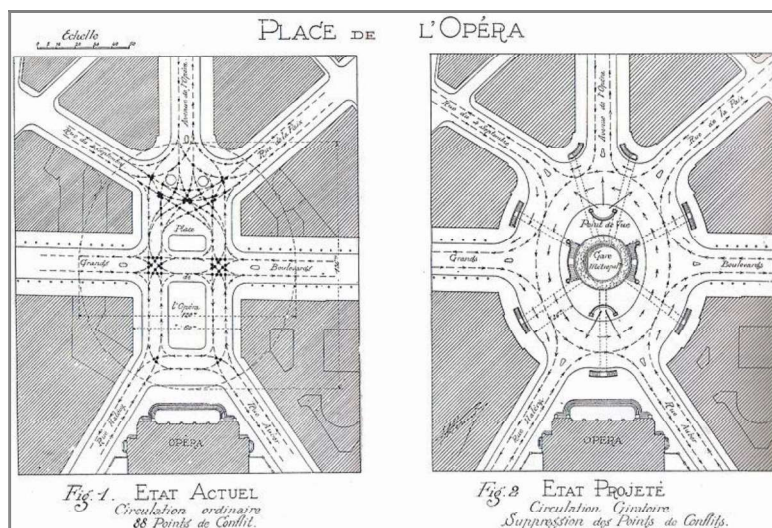 PLACE DE L'OPÉRA
Echelle
Avenue de l'Opéra
Rue du 4 Septembre
Rue de la Paix
Place
Grands
de
Boulevards
l'Opéra
Rue Halévy
Rue Auber
OPÉRA
Fig. 1. ETAT ACTUEL
Circulation ordinaire
88 Points de Conflit.
Avenue de l'Opéra
Rue du 4 Septembre
Rue de la Paix
Point de Vue
Grands
Gare
Métropol
Boulevards
Rue Halévy
Rue Auber
OPÉRA
Fig. 2 ETAT PROJETÉ
Circulation Giratoire
Suppression des Points de Conflits.